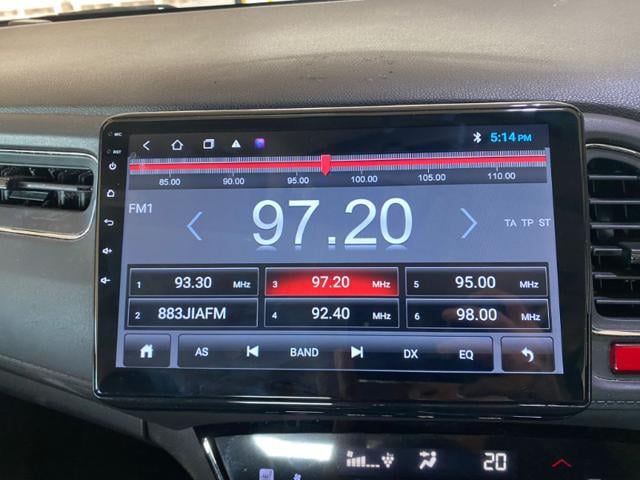 MIC
5:14 PM
RST
85.00 90.00 95.00 100.00 105.00 110.00
FM1
97.20
TA TP ST
1 93.30 MHz 3 97.20 MHz 5 95.00 MHz
2 883JIAFM 4 92.40 MHz 6 98.00 MHz
AS BAND DX EQ
20